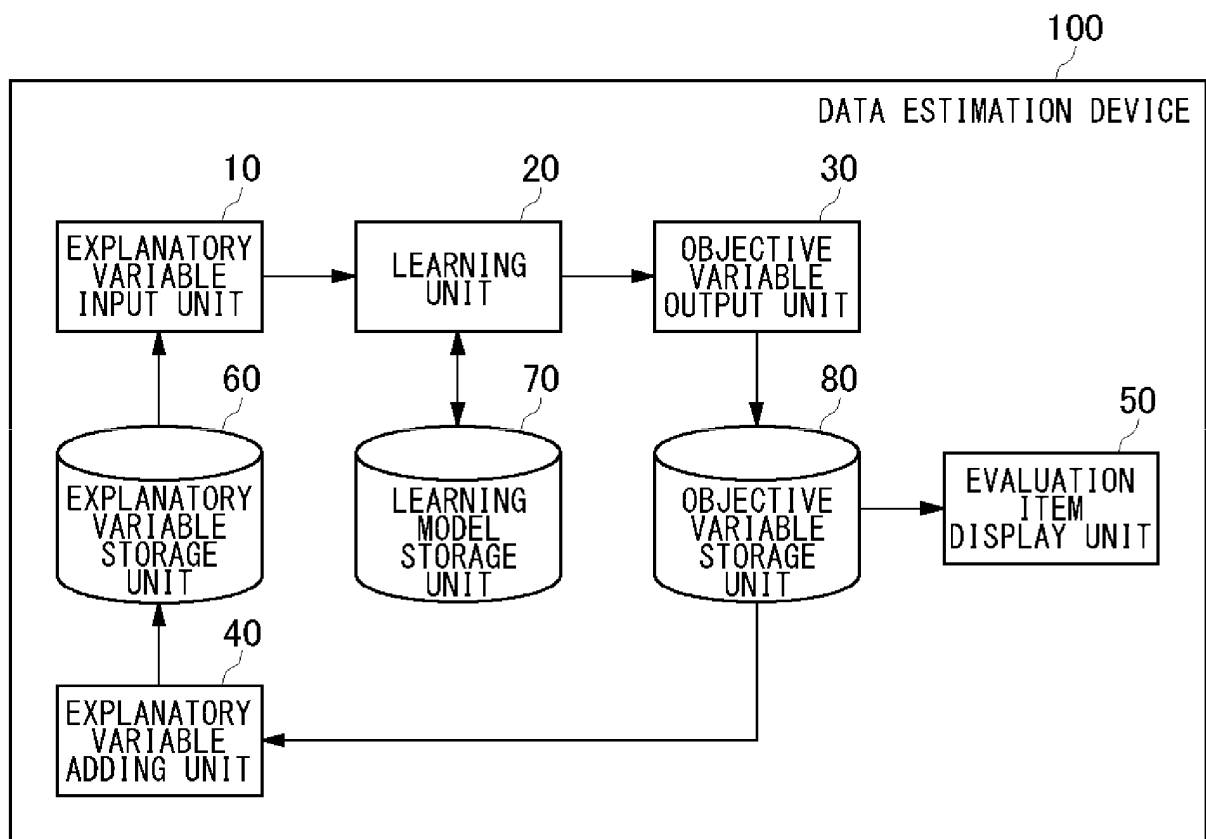 100
DATA ESTIMATION DEVICE
10
EXPLANATORY
VARIABLE
INPUT UNIT
20
LEARNING
UNIT
30
OBJECTIVE
VARIABLE
OUTPUT UNIT
60
EXPLANATORY
VARIABLE
STORAGE
UNIT
70
LEARNING
MODEL
STORAGE
UNIT
80
OBJECTIVE
VARIABLE
STORAGE
UNIT
50
EVALUATION
ITEM
DISPLAY UNIT
40
EXPLANATORY
VARIABLE
ADDING UNIT